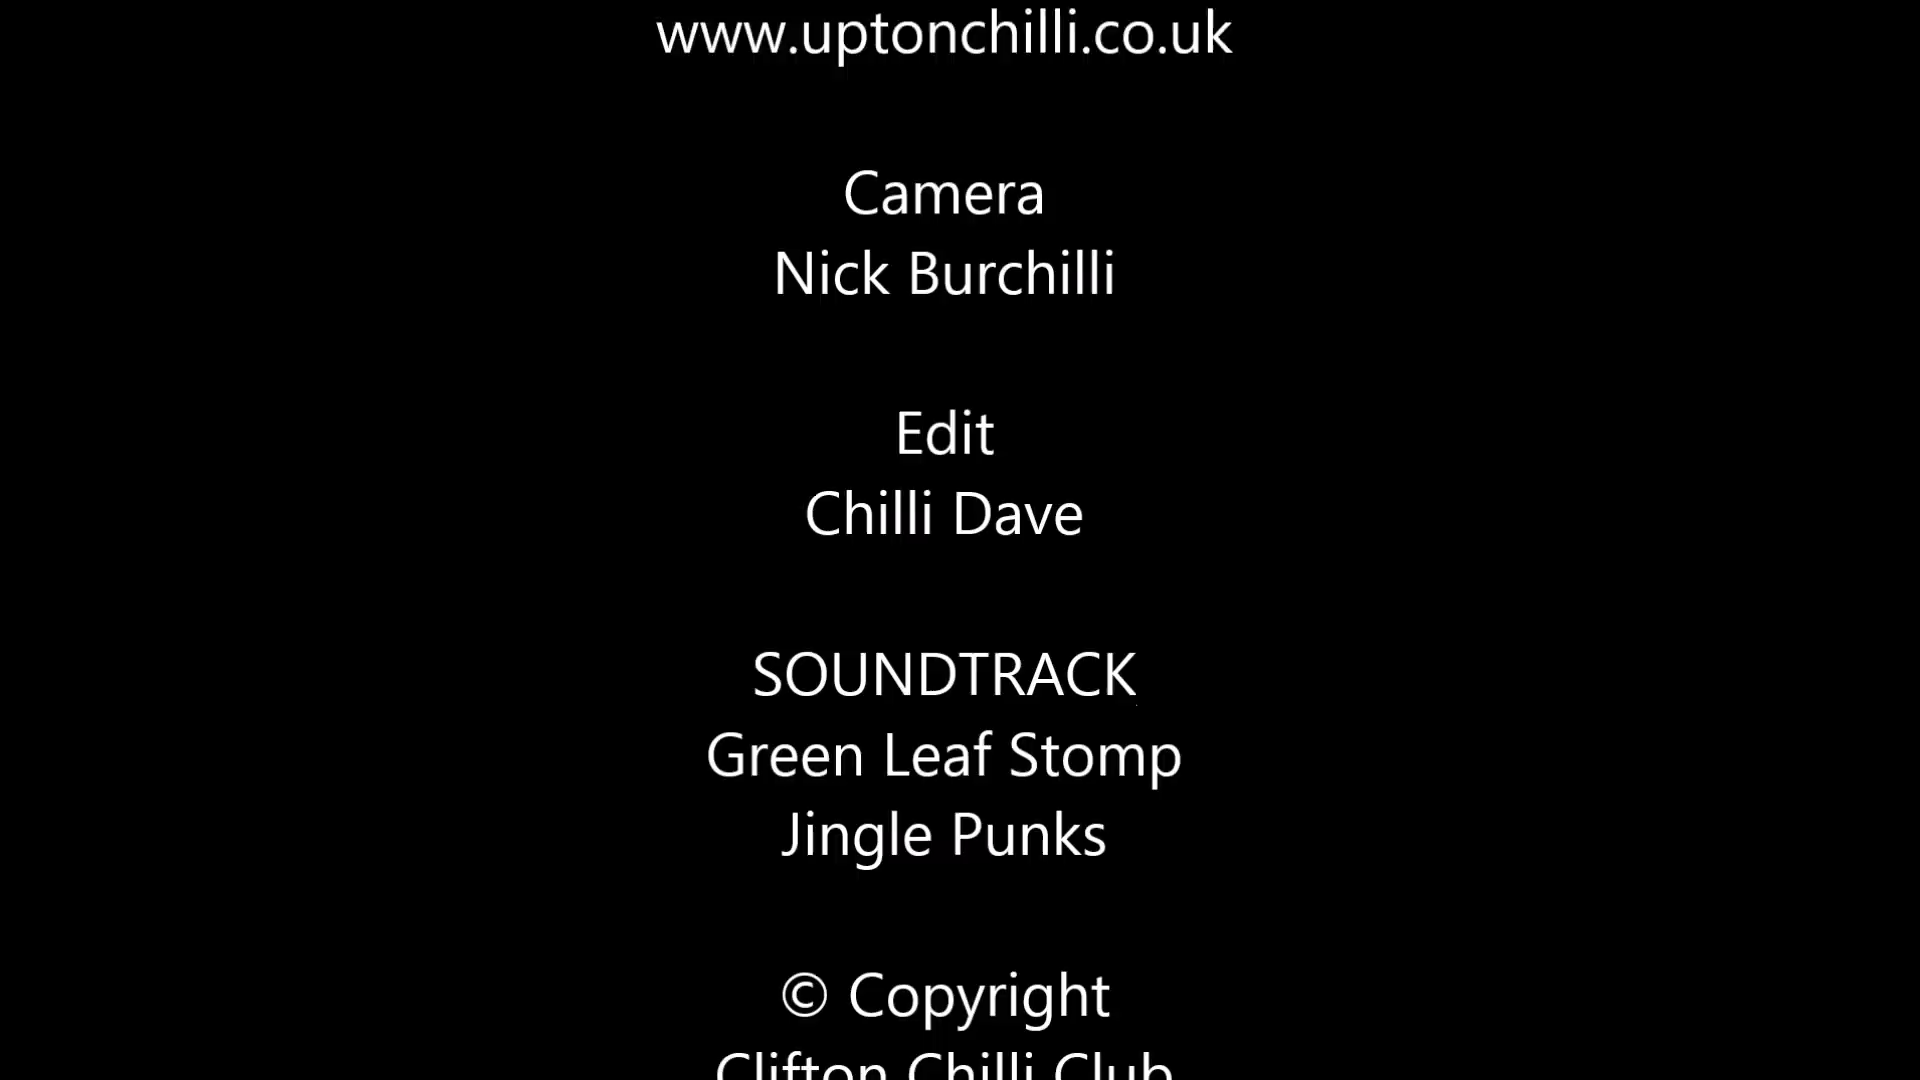 www.uptonchilli.co.uk
Camera
Nick Burchilli
Edit
Chilli Dave
SOUNDTRACK
Green Leaf Stomp
Jingle Punks
© Copyright
Clifton Chilli Club